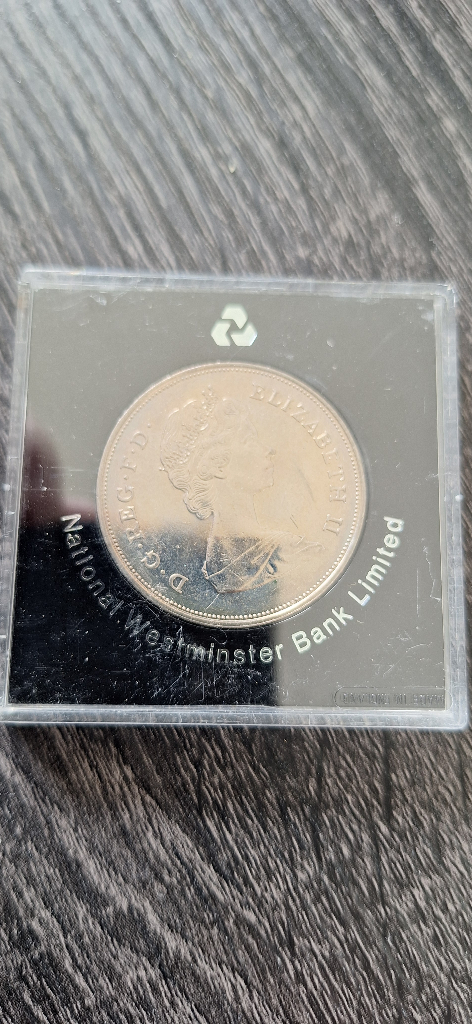 D·G·REG·F·D· ELIZABETH II
National Westminster Bank Limited